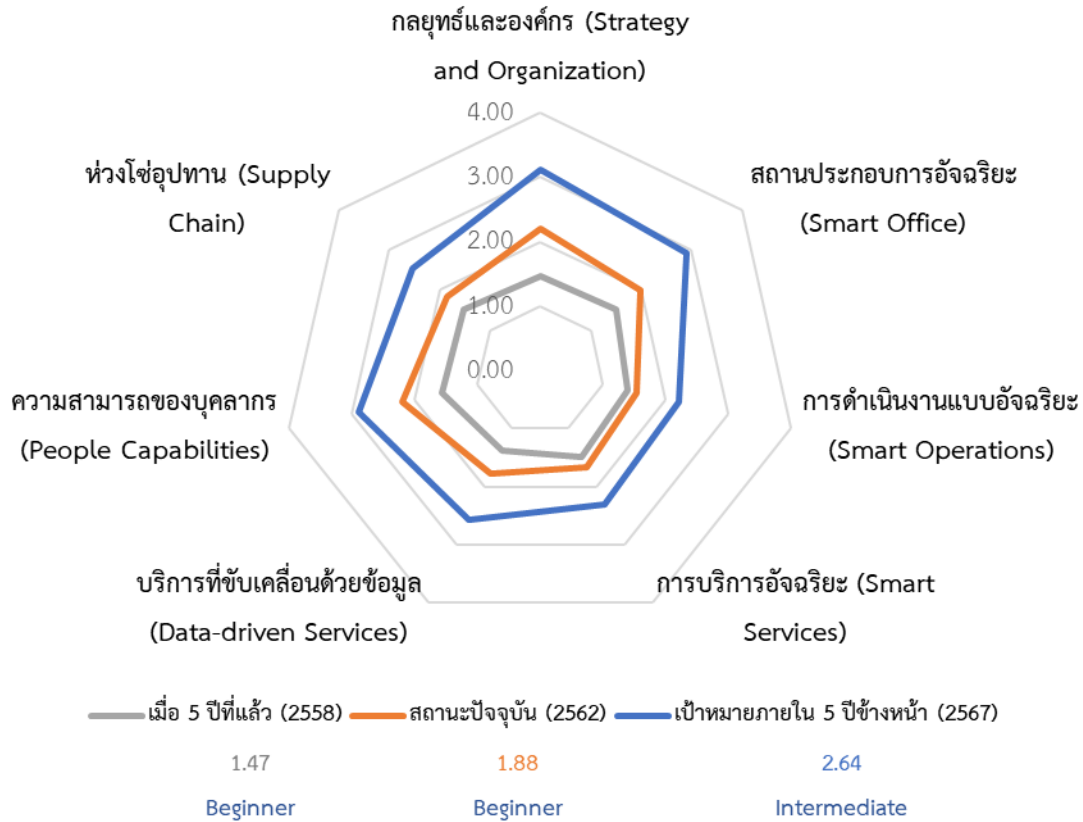 กลยุทธ์และองค์กร (Strategy
and Organization)
4.00
3.00
2.00
1.00
0.00
สถานประกอบการอัจฉริยะ
(Smart Office)
การดำเนินงานแบบอัจฉริยะ
(Smart Operations)
การบริการอัจฉริยะ (Smart
Services)
บริการที่ขับเคลื่อนด้วยข้อมูล
(Data-driven Services)
ความสามารถของบุคลากร
(People Capabilities)
ห่วงโซ่อุปทาน (Supply
Chain)
เมื่อ 5 ปีที่แล้ว (2558) สถานะปัจจุบัน (2562) เป้าหมายภายใน 5 ปีข้างหน้า (2567)
1.47 1.88 2.64
Beginner Beginner Intermediate